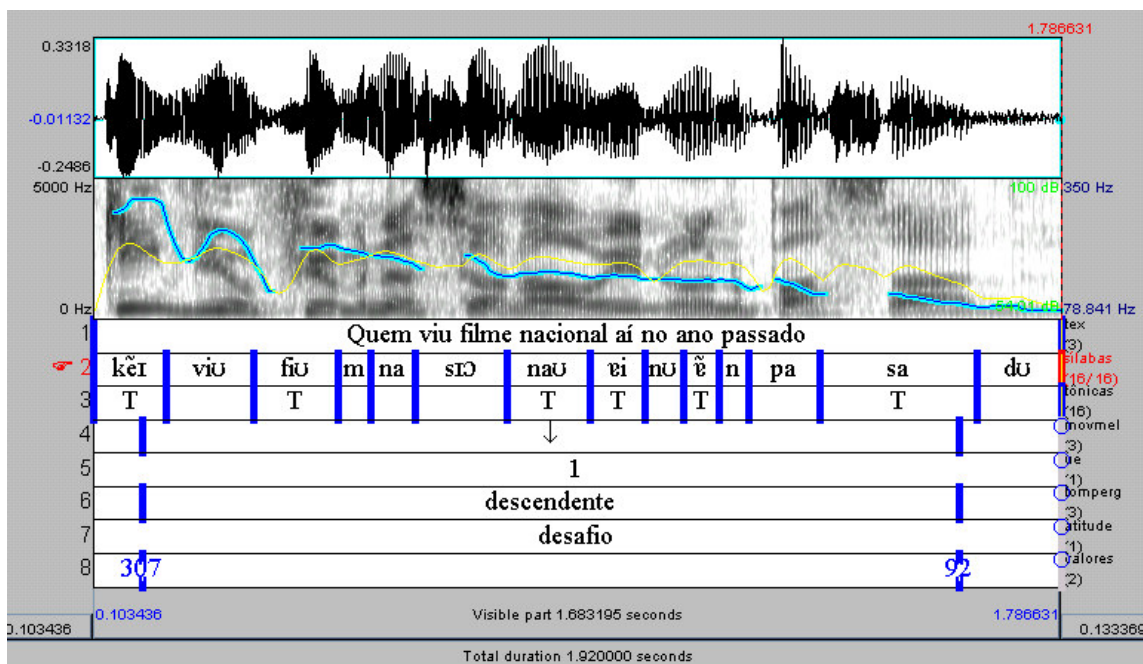 1.786631
0.3318
-0.01132
-0.2486
5000 Hz 100 dB 350 Hz
0 Hz dB 78.841 Hz
1 Quem viu filme nacional aí no ano passado tex (3)
2 kẽɪ viʊ fiʊ m na sɪɔ naʊ ɐi nʊ ɐ̃ n pa sa dʊ sílabas (16/16)
3 T T T T T T tônicas (16)
4 ↓ movmel (3)
5 1 ue (1)
6 descendente tomperg (3)
7 desafio atitude (1)
8 307 92 valores (2)
0.103436 Visible part 1.683195 seconds 1.786631
0.103436 0.133369
Total duration 1.920000 seconds